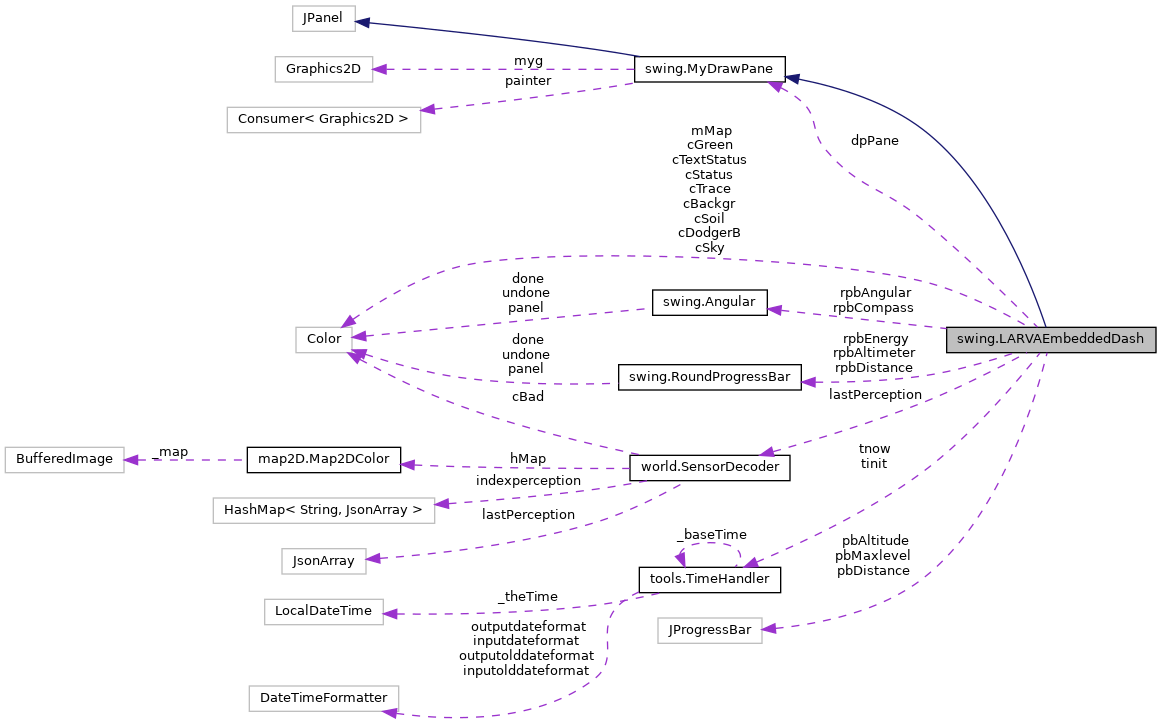 JPanel
Graphics2D
myg
swing.MyDrawPane
painter
Consumer< Graphics2D >
mMap
cGreen
cTextStatus
cStatus
cTrace
cBackgr
cSoil
cDodgerB
cSky
dpPane
done
undone
panel
swing.Angular
rpbAngular
rpbCompass
Color
swing.LARVAEmbeddedDash
done
undone
panel
swing.RoundProgressBar
rpbEnergy
rpbAltimeter
rpbDistance
cBad
lastPerception
BufferedImage
_map
map2D.Map2DColor
hMap
world.SensorDecoder
indexperception
HashMap< String, JsonArray >
lastPerception
JsonArray
tnow
tinit
_baseTime
tools.TimeHandler
pbAltitude
pbMaxlevel
pbDistance
_theTime
LocalDateTime
outputdateformat
inputdateformat
outputolddateformat
inputolddateformat
JProgressBar
DateTimeFormatter